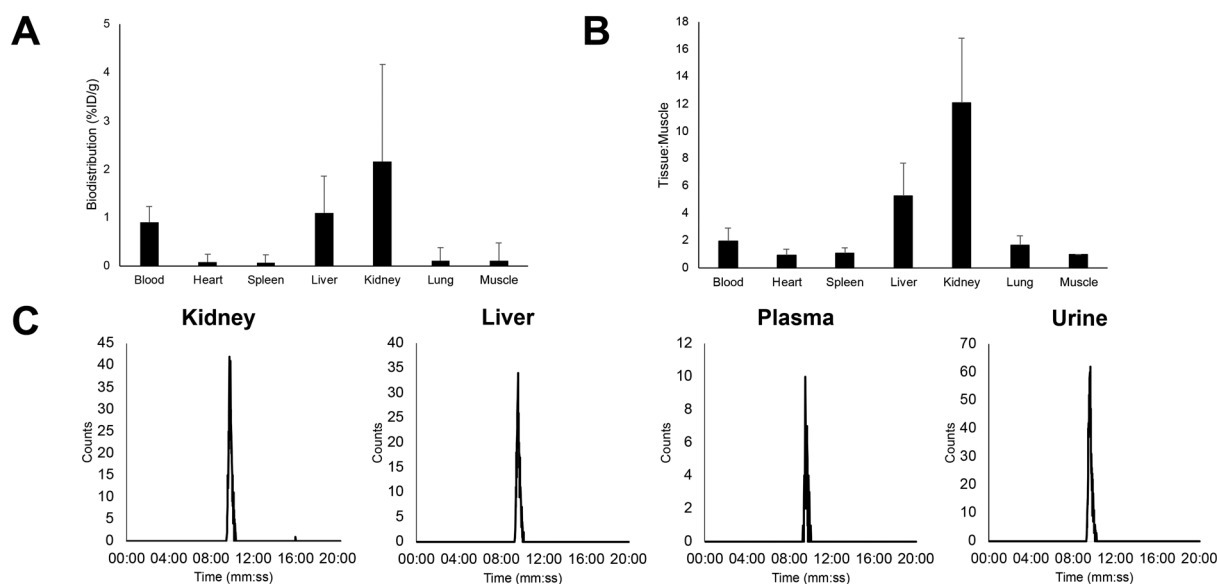 A
Biodistribution (%ID/g)
5
4
3
2
1
0
Blood Heart Spleen Liver Kidney Lung Muscle
B
Tissue:Muscle
18
16
14
12
10
8
6
4
2
0
Blood Heart Spleen Liver Kidney Lung Muscle
C
Kidney
Counts
45
40
35
30
25
20
15
10
5
0
00:00 04:00 08:00 12:00 16:00 20:00
Time (mm:ss)
Liver
Counts
40
35
30
25
20
15
10
5
0
00:00 04:00 08:00 12:00 16:00 20:00
Time (mm:ss)
Plasma
Counts
12
10
8
6
4
2
0
00:00 04:00 08:00 12:00 16:00 20:00
Time (mm:ss)
Urine
Counts
70
60
50
40
30
20
10
0
00:00 04:00 08:00 12:00 16:00 20:00
Time (mm:ss)